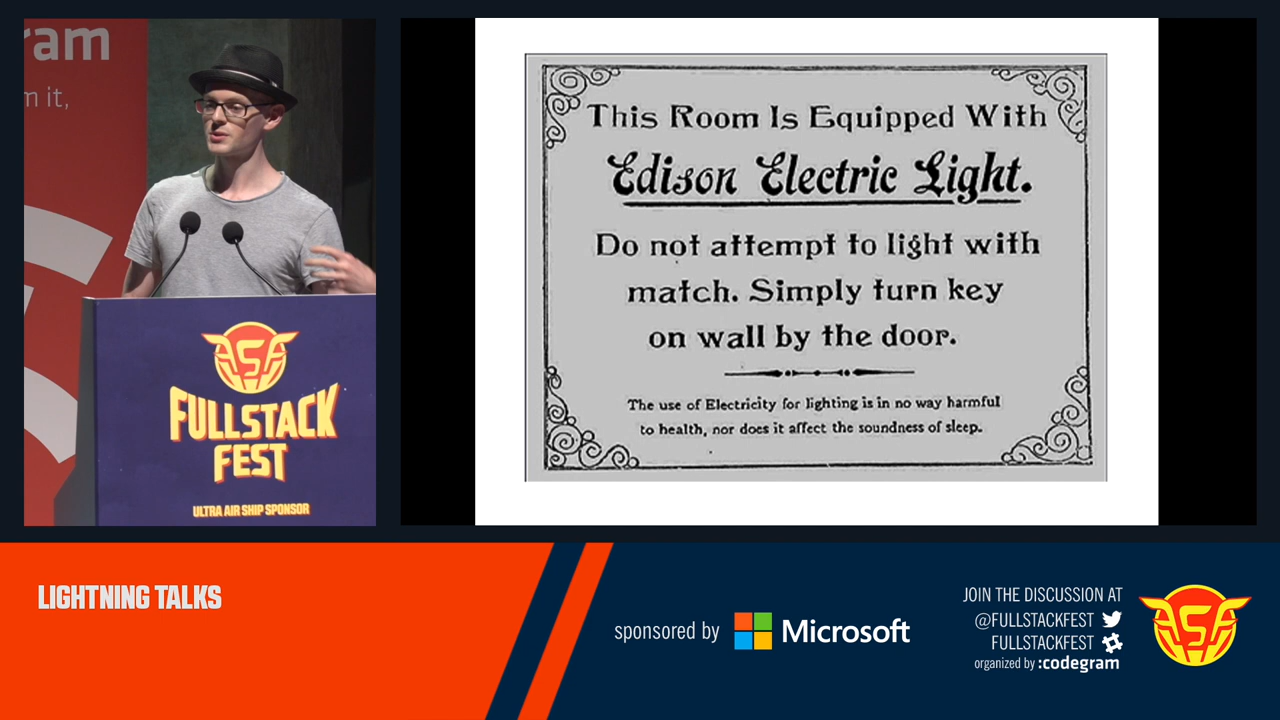 ram
m it,
This Room Is Equipped With
Edison Electric Light.
Do not attempt to light with
match. Simply turn key
on wall by the door.
The use of Electricity for lighting is in no way harmful
to health, nor does it affect the soundness of sleep.
FSF
FULLSTACK
FEST
ULTRA AIR SHIP SPONSOR
LIGHTNING TALKS
sponsored by Microsoft
JOIN THE DISCUSSION AT
@FULLSTACKFEST
FULLSTACKFEST
organized by :codegram
FSF